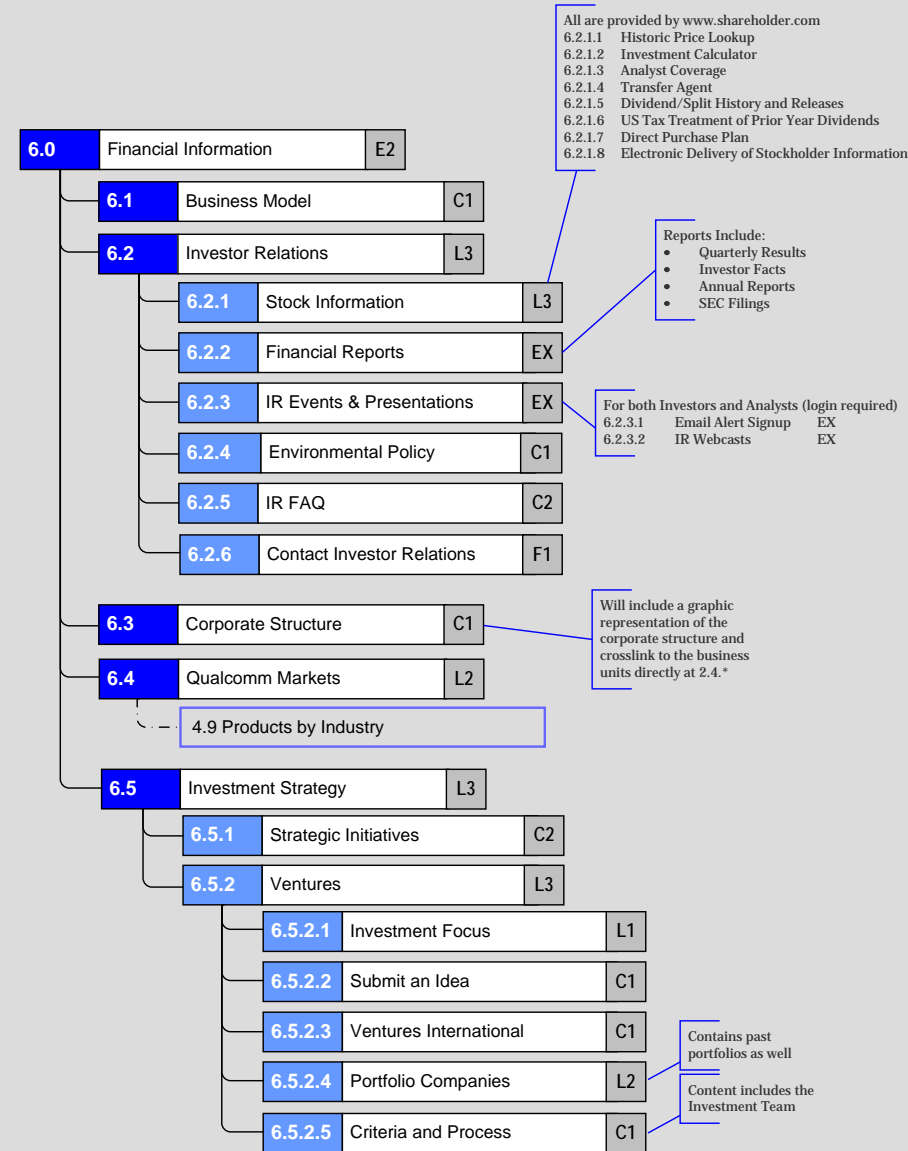 All are provided by www.shareholder.com
6.2.1.1 Historic Price Lookup
6.2.1.2 Investment Calculator
6.2.1.3 Analyst Coverage
6.2.1.4 Transfer Agent
6.2.1.5 Dividend/Split History and Releases
6.2.1.6 US Tax Treatment of Prior Year Dividends
6.2.1.7 Direct Purchase Plan
6.2.1.8 Electronic Delivery of Stockholder Information
6.0 Financial Information E2
6.1 Business Model C1
6.2 Investor Relations L3
6.2.1 Stock Information L3
6.2.2 Financial Reports EX
Reports Include:
• Quarterly Results
• Investor Facts
• Annual Reports
• SEC Filings
6.2.3 IR Events & Presentations EX
For both Investors and Analysts (login required)
6.2.3.1 Email Alert Signup EX
6.2.3.2 IR Webcasts EX
6.2.4 Environmental Policy C1
6.2.5 IR FAQ C2
6.2.6 Contact Investor Relations F1
6.3 Corporate Structure C1
Will include a graphic
representation of the
corporate structure and
crosslink to the business
units directly at 2.4.*
6.4 Qualcomm Markets L2
4.9 Products by Industry
6.5 Investment Strategy L3
6.5.1 Strategic Initiatives C2
6.5.2 Ventures L3
6.5.2.1 Investment Focus L1
6.5.2.2 Submit an Idea C1
6.5.2.3 Ventures International C1
Contains past
portfolios as well
6.5.2.4 Portfolio Companies L2
Content includes the
Investment Team
6.5.2.5 Criteria and Process C1